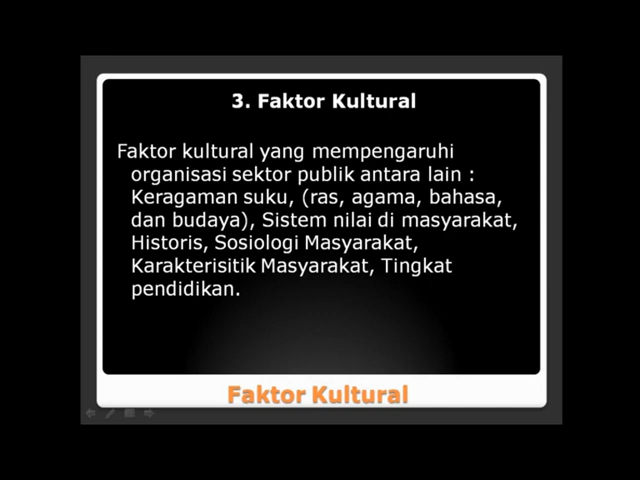 3. Faktor Kultural
Faktor kultural yang mempengaruhi
organisasi sektor publik antara lain :
Keragaman suku, (ras, agama, bahasa,
dan budaya), Sistem nilai di masyarakat,
Historis, Sosiologi Masyarakat,
Karakterisitik Masyarakat, Tingkat
pendidikan.
Faktor Kultural